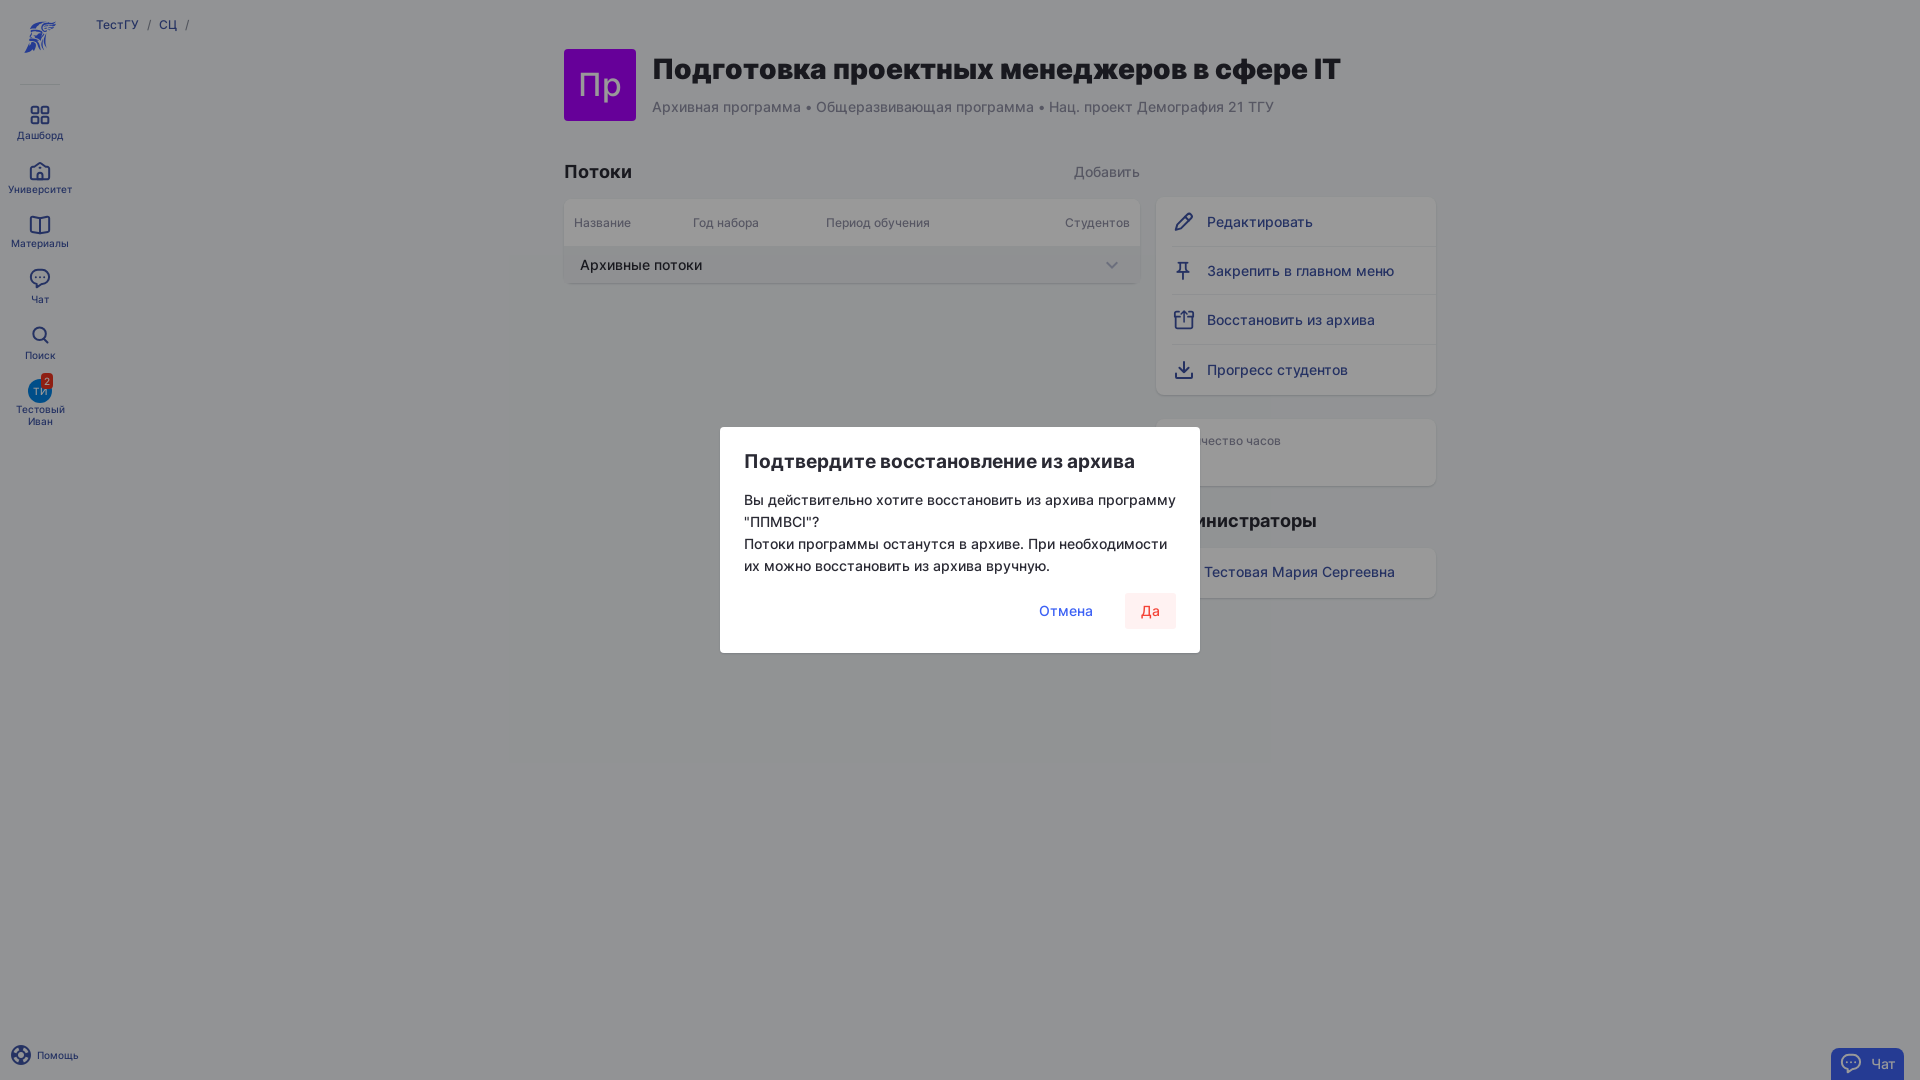 ТестГУ / СЦ /
Пр
Подготовка проектных менеджеров в сфере IT
Архивная программа • Общеразвивающая программа • Нац. проект Демография 21 ТГУ
Дашборд
Университет
Материалы
Чат
Поиск
ТИ
2
Тестовый
Иван
Потоки
Добавить
Название Год набора Период обучения Студентов
Архивные потоки
Редактировать
Закрепить в главном меню
Восстановить из архива
Прогресс студентов
часов
Тестовая Мария Сергеевна
Подтвердите восстановление из архива
Вы действительно хотите восстановить из архива программу
"ППМВСI"?
Потоки программы останутся в архиве. При необходимости
их можно восстановить из архива вручную.
Отмена
Да
Помощь
Чат